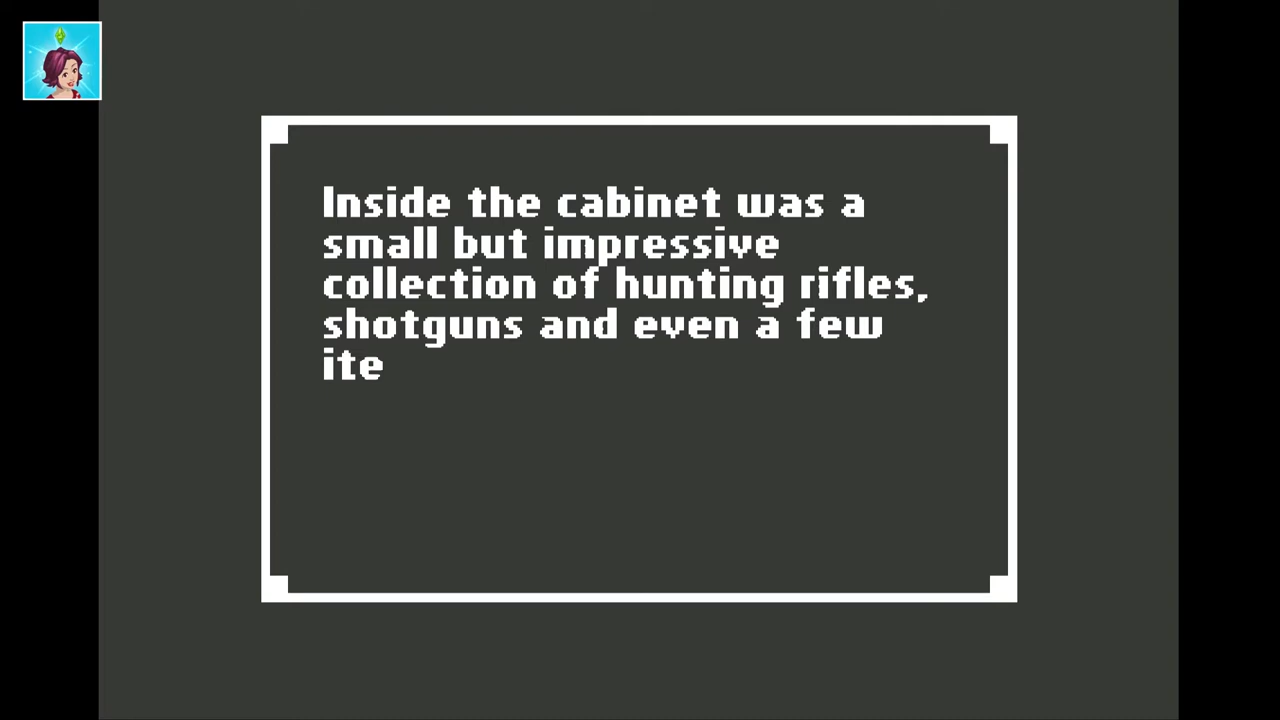 Inside the cabinet was a
small but impressive
collection of hunting rifles,
shotguns and even a few
ite